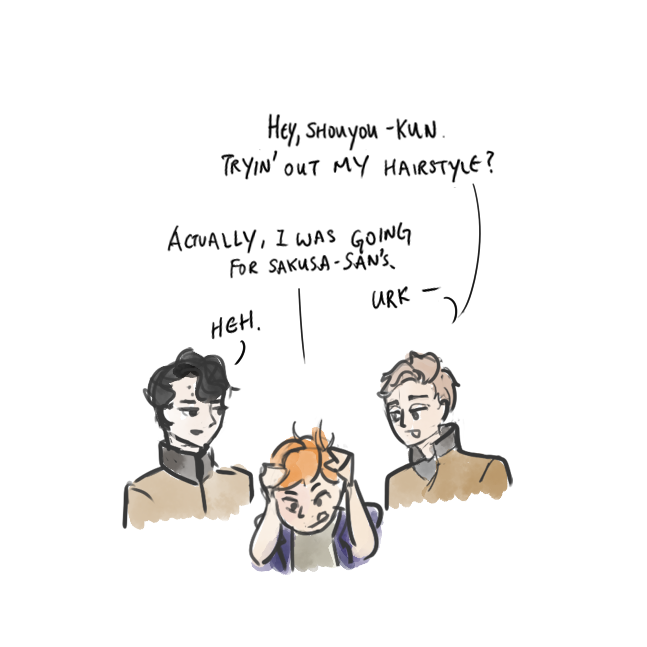 HEY, SHOUYOU-KUN.
TRYIN' OUT MY HAIRSTYLE?
ACTUALLY, I WAS GOING
FOR SAKUSA-SAN'S.
URK —
HEH.